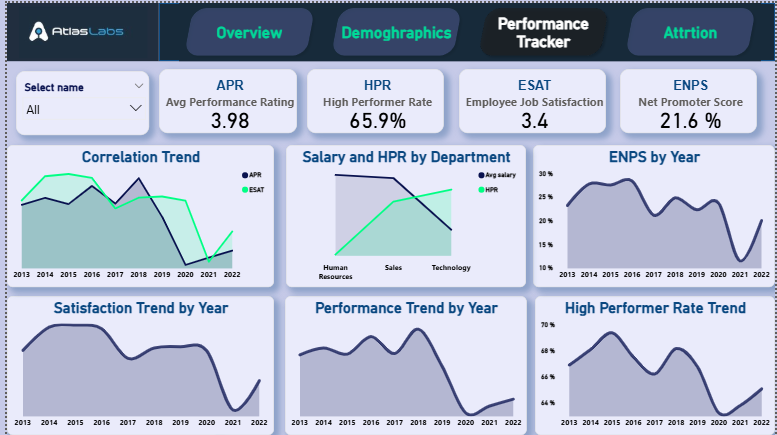 AtlasLabs
Overview
Demoghraphics
Performance
Tracker
Attrtion
Select name
All
APR
Avg Performance Rating
3.98
HPR
High Performer Rate
65.9%
ESAT
Employee Job Satisfaction
3.4
ENPS
Net Promoter Score
21.6 %
Correlation Trend
APR
ESAT
2013 2014 2015 2016 2017 2018 2019 2020 2021 2022
Salary and HPR by Department
Avg salary
HPR
Human
Resources
Sales
Technology
ENPS by Year
30 %
25 %
20 %
15 %
10 %
2013 2014 2015 2016 2017 2018 2019 2020 2021 2022
Satisfaction Trend by Year
2013 2014 2015 2016 2017 2018 2019 2020 2021 2022
Performance Trend by Year
2013 2014 2015 2016 2017 2018 2019 2020 2021 2022
High Performer Rate Trend
70 %
68 %
66 %
64 %
2013 2014 2015 2016 2017 2018 2019 2020 2021 2022